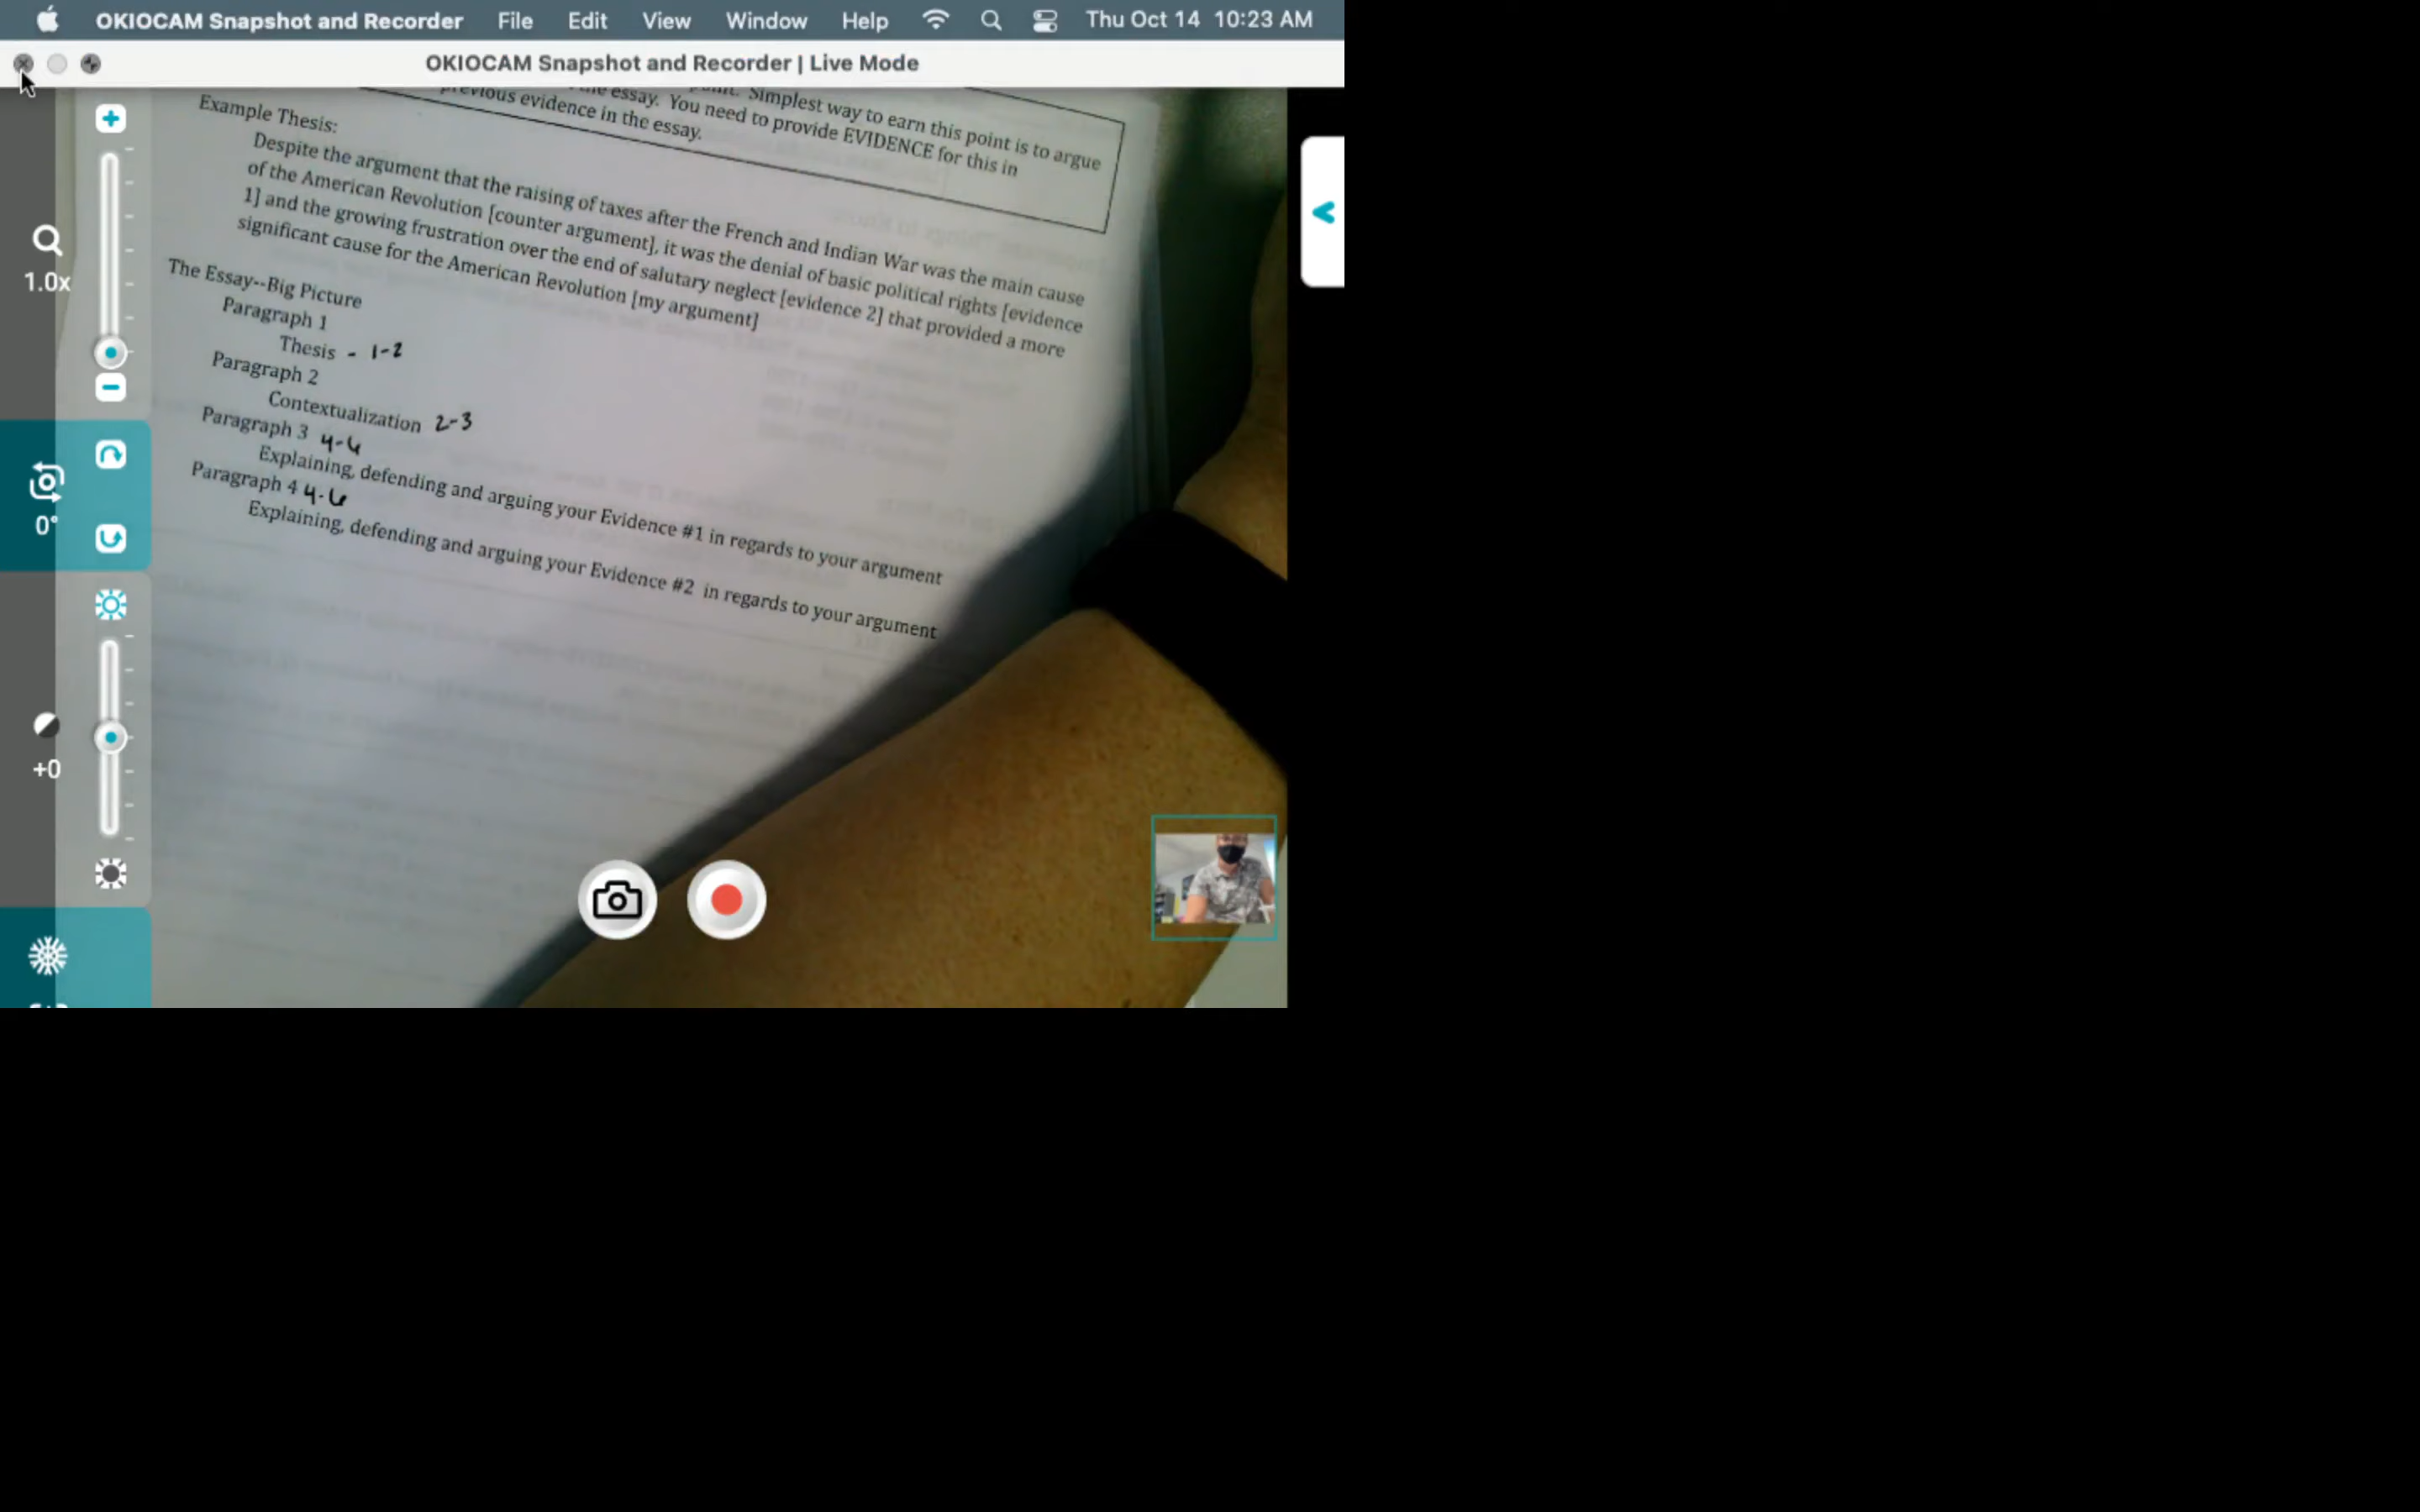 OKIOCAM Snapshot and Recorder File Edit View Window Help Thu Oct 14 10:23 AM
OKIOCAM Snapshot and Recorder | Live Mode
1.0x
0°
+0
Simplest way to earn this point is to argue
the essay. You need to provide EVIDENCE for this in
previous evidence in the essay.
Example Thesis:
Despite the argument that the raising of taxes after the French and Indian War was the main cause
of the American Revolution [counter argument], it was the denial of basic political rights [evidence
1] and the growing frustration over the end of salutary neglect [evidence 2] that provided a more
significant cause for the American Revolution [my argument]
The Essay--Big Picture
Paragraph 1
Thesis - 1-2
Paragraph 2
Contextualization 2-3
Paragraph 3 4-6
Explaining, defending and arguing your Evidence #1 in regards to your argument
Paragraph 4 4-6
Explaining, defending and arguing your Evidence #2 in regards to your argument